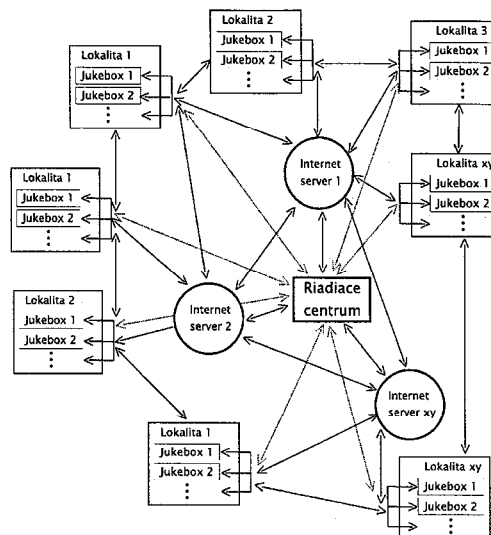 Lokalita 1
Jukebox 1
Jukebox 2
⋮
Lokalita 2
Jukebox 1
Jukebox 2
⋮
Lokalita 3
Jukebox 1
Jukebox 2
⋮
Internet
server 1
Lokalita xy
Jukebox 1
Jukebox 2
⋮
Lokalita 1
Jukebox 1
Jukebox 2
⋮
Lokalita 2
Jukebox 1
Jukebox 2
⋮
Internet
server 2
Riadiace
centrum
Internet
server xy
Lokalita 1
Jukebox 1
Jukebox 2
⋮
Lokalita xy
Jukebox 1
Jukebox 2
⋮